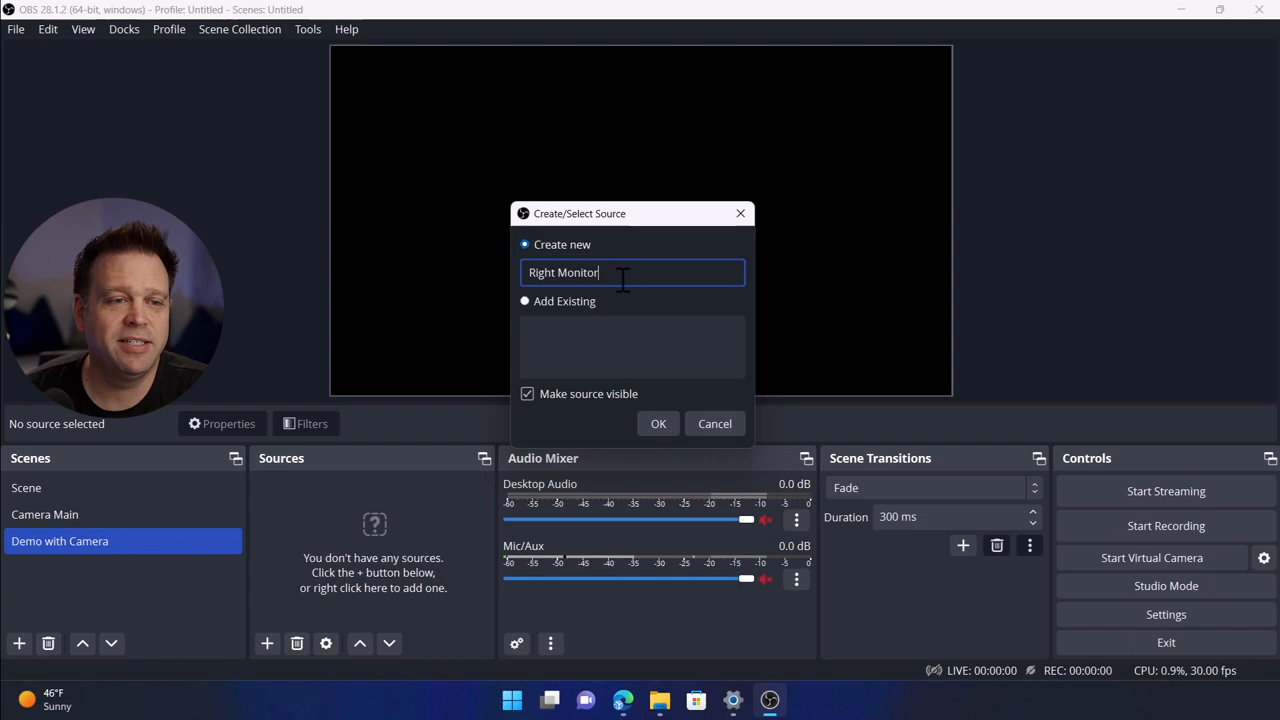 OBS 28.1.2 (64-bit, windows) - Profile: Untitled - Scenes: Untitled
File Edit View Docks Profile Scene Collection Tools Help
Create/Select Source
Create new
Right Monitor
Add Existing
Make source visible
OK Cancel
No source selected Properties Filters
Scenes Sources Audio Mixer Scene Transitions Controls
Scene
Camera Main
Demo with Camera
You don't have any sources.
Click the + button below,
or right click here to add one.
Desktop Audio 0.0 dB
-60 -55 -50 -45 -40 -35 -30 -25 -20 -15 -10 -5 0
Mic/Aux 0.0 dB
-60 -55 -50 -45 -40 -35 -30 -25 -20 -15 -10 -5 0
Fade
Duration 300 ms
Start Streaming
Start Recording
Start Virtual Camera
Studio Mode
Settings
Exit
LIVE: 00:00:00 REC: 00:00:00 CPU: 0.9%, 30.00 fps
46°F
Sunny